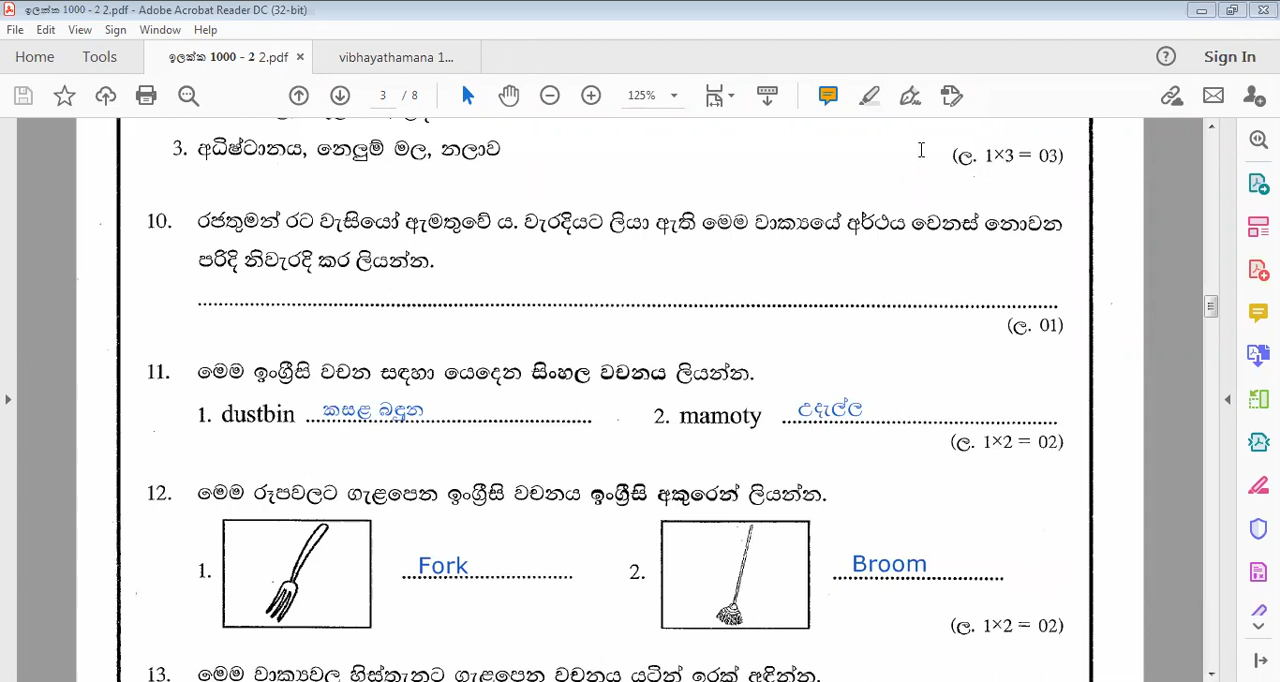 ඉලක්ක 1000 - 2 2.pdf - Adobe Acrobat Reader DC (32-bit)
File Edit View Sign Window Help
Home Tools ඉලක්ක 1000 - 2 2.pdf × vibhayathamana 1... Sign In
3 / 8 125%
3. අධිෂ්ටානය, නෙලුම් මල, නලාව (ල. 1×3 = 03)
10. රජතුමන් රට වැසියෝ ඇමතුවේ ය. වැරදියට ලියා ඇති මෙම වාක්‍යයේ අර්ථය වෙනස් නොවන
පරිදි නිවැරදි කර ලියන්න.
(ල. 01)
11. මෙම ඉංග්‍රීසි වචන සඳහා යෙදෙන සිංහල වචනය ලියන්න.
1. dustbin කසළ බඳුන 2. mamoty උදැල්ල
(ල. 1×2 = 02)
12. මෙම රූපවලට ගැළපෙන ඉංග්‍රීසි වචනය ඉංග්‍රීසි අකුරෙන් ලියන්න.
1. Fork 2. Broom
(ල. 1×2 = 02)
13. මෙම වාක්‍යවල හිස්තැනට ගැළපෙන වචනය යටින් ඉරක් අඳින්න.